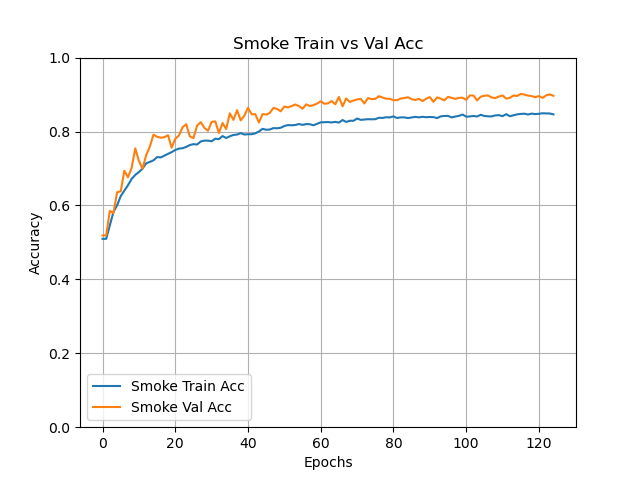 Smoke Train vs Val Acc
1.0
0.8
0.6
0.4
0.2
0.0
Accuracy
Smoke Train Acc
Smoke Val Acc
0 20 40 60 80 100 120
Epochs